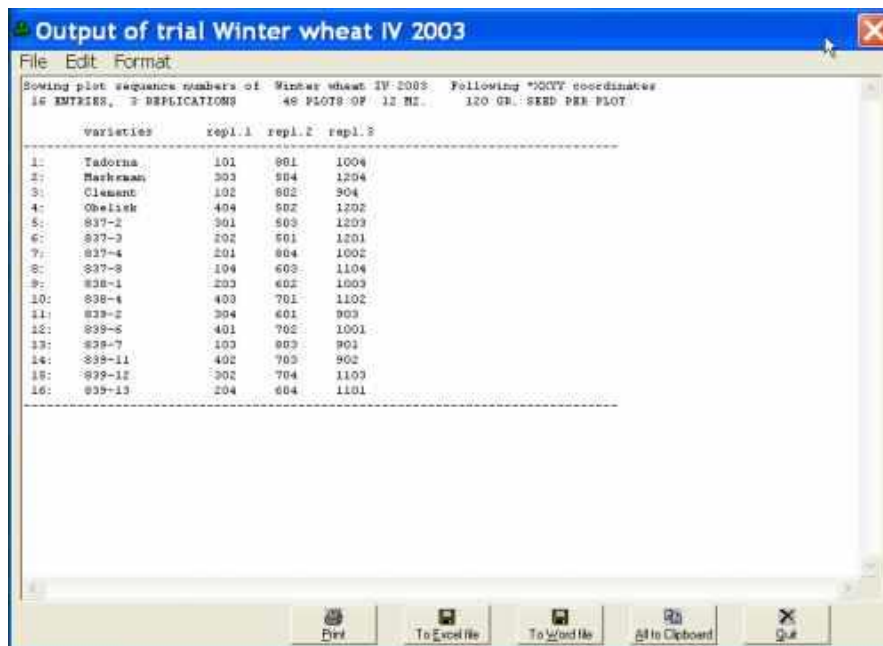 Output of trial Winter wheat IV 2003
File Edit Format
Sowing plot sequence numbers of Winter wheat IV 2003 Following *XXYY coordinates
16 ENTRIES, 3 REPLICATIONS 48 PLOTS OF 12 M2. 120 GR. SEED PER PLOT
varieties repl.1 repl.2 repl.3
1: Tadorna 101 801 1004
2: Marksman 303 504 1204
3: Clement 102 802 904
4: Obelisk 404 502 1202
5: 837-2 301 503 1203
6: 837-3 202 501 1201
7: 837-4 201 804 1002
8: 837-8 104 603 1104
9: 838-1 203 602 1003
10: 838-4 403 701 1102
11: 839-2 304 601 903
12: 839-6 401 702 1001
13: 839-7 103 803 901
14: 839-11 402 703 902
15: 839-12 302 704 1103
16: 839-13 204 604 1101
Print To Excel file To Word file All to Clipboard Quit